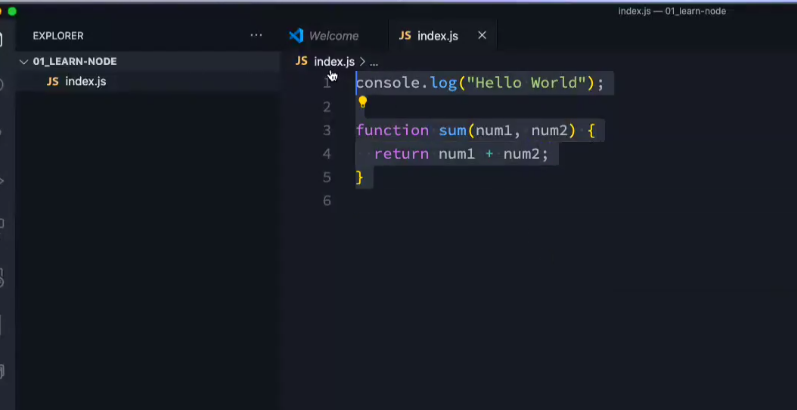 index.js — 01_learn-node
EXPLORER ...
Welcome
JS index.js ×
01_LEARN-NODE
JS index.js
JS index.js > ...
1 console.log("Hello World");
2
3 function sum(num1, num2) {
4 return num1 + num2;
5 }
6